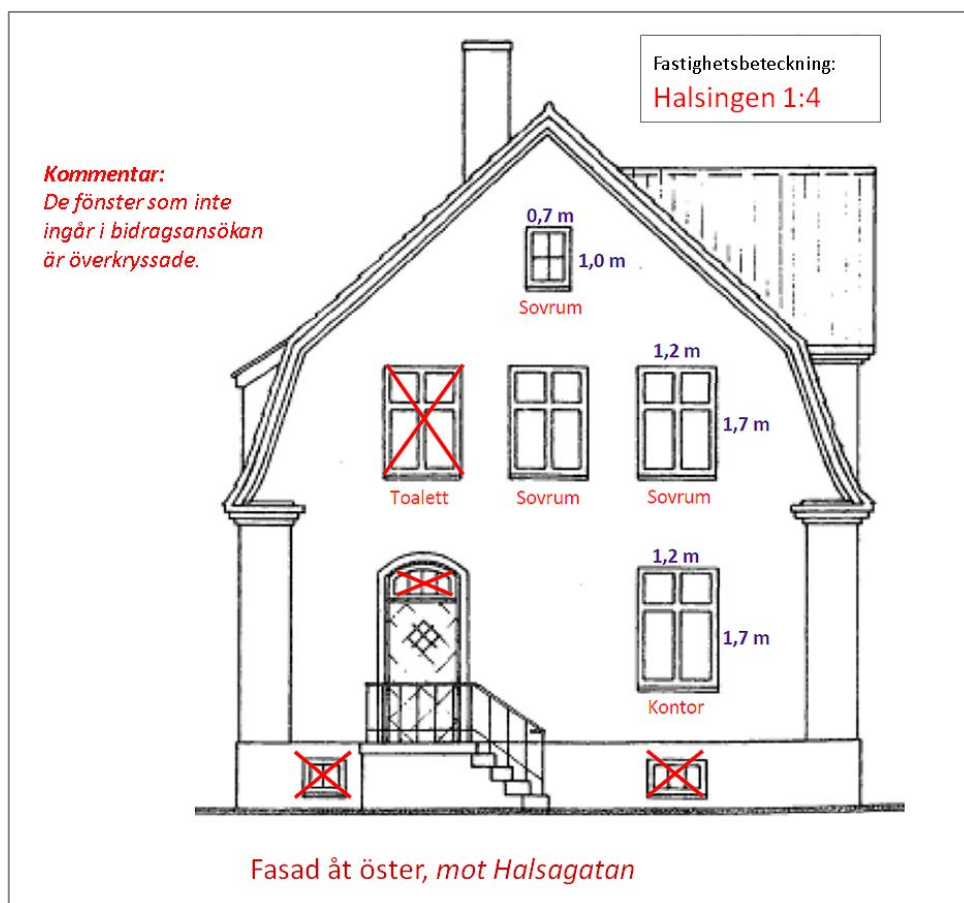 Fastighetsbeteckning:
Halsingen 1:4
Kommentar:
De fönster som inte
ingår i bidragsansökan
är överkryssade.
0,7 m
1,0 m
Sovrum
1,2 m
1,7 m
Toalett
Sovrum
Sovrum
1,2 m
1,7 m
Kontor
Fasad åt öster, mot Halsagatan